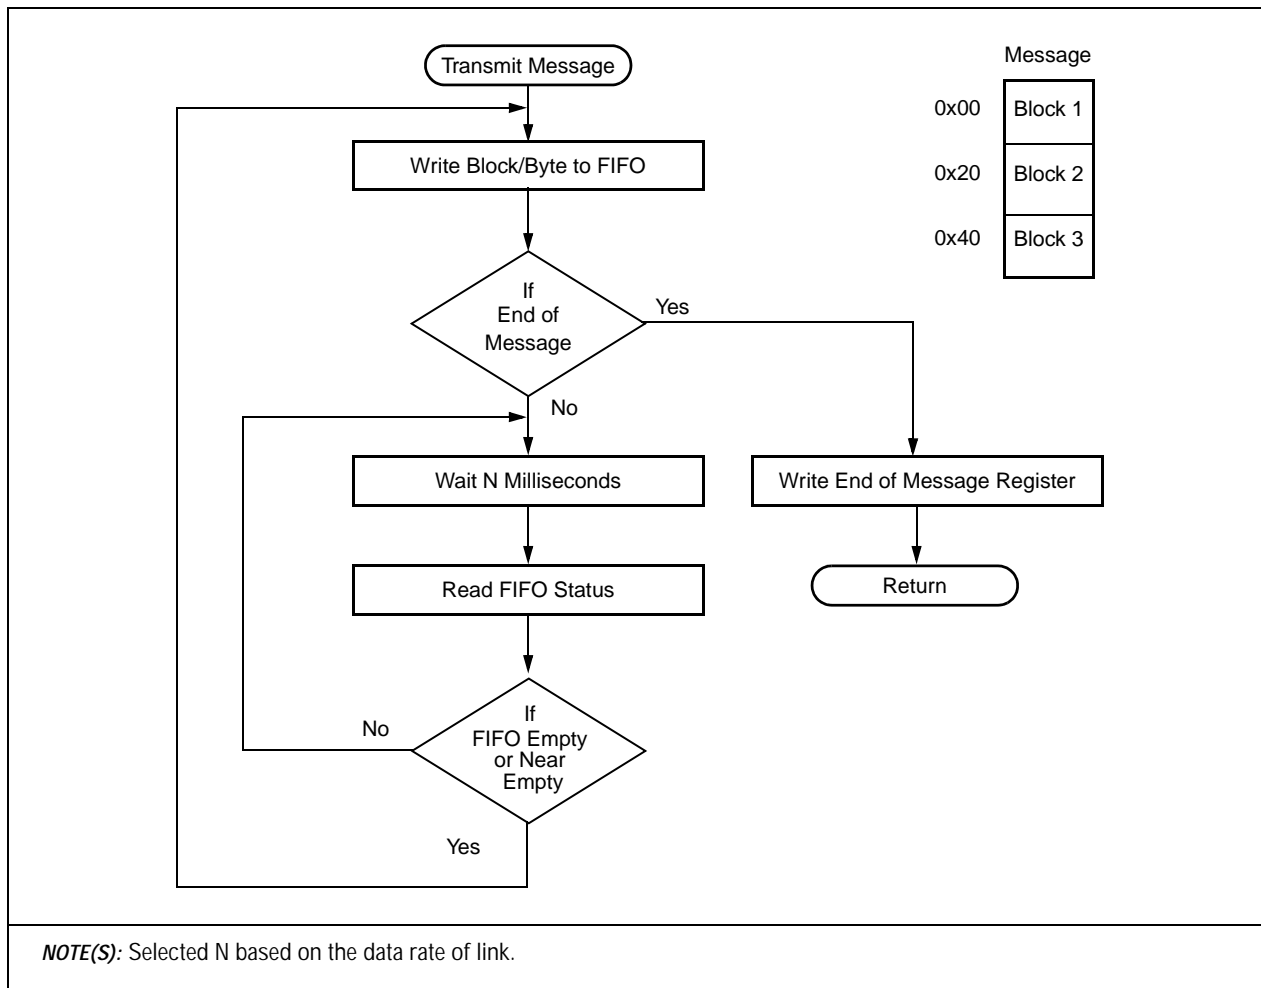 Transmit Message
Message
0x00 Block 1
Write Block/Byte to FIFO
0x20 Block 2
0x40 Block 3
If
End of
Message
Yes
No
Wait N Milliseconds
Write End of Message Register
Read FIFO Status
Return
If
FIFO Empty
or Near
Empty
No
Yes
NOTE(S): Selected N based on the data rate of link.